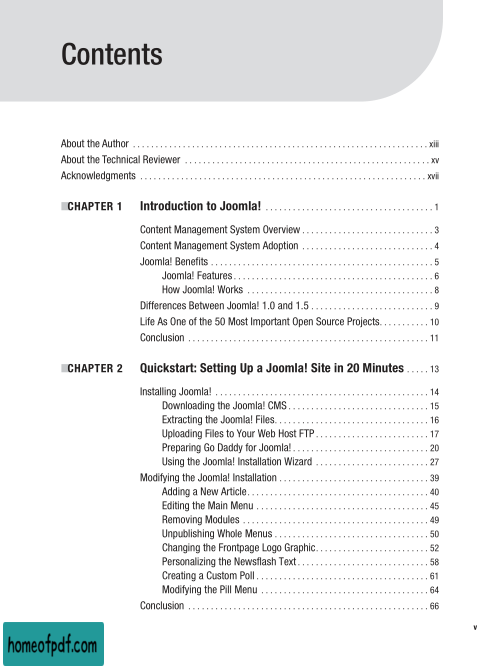 Contents
About the Author . . . . . . . . . . . . . . . . . . . . . . . . . . . . . . . . . . . . . . . . . . . . . . . . . . . . . . . . . . . . . . . . . xiii
About the Technical Reviewer . . . . . . . . . . . . . . . . . . . . . . . . . . . . . . . . . . . . . . . . . . . . . . . . . . . . . . xv
Acknowledgments . . . . . . . . . . . . . . . . . . . . . . . . . . . . . . . . . . . . . . . . . . . . . . . . . . . . . . . . . . . . . . . xvii
■CHAPTER 1 Introduction to Joomla! . . . . . . . . . . . . . . . . . . . . . . . . . . . . . . . . . . . . . 1
Content Management System Overview . . . . . . . . . . . . . . . . . . . . . . . . . . . . . 3
Content Management System Adoption . . . . . . . . . . . . . . . . . . . . . . . . . . . . . 4
Joomla! Benefits . . . . . . . . . . . . . . . . . . . . . . . . . . . . . . . . . . . . . . . . . . . . . . . . . 5
Joomla! Features . . . . . . . . . . . . . . . . . . . . . . . . . . . . . . . . . . . . . . . . . . . . 6
How Joomla! Works . . . . . . . . . . . . . . . . . . . . . . . . . . . . . . . . . . . . . . . . . 8
Differences Between Joomla! 1.0 and 1.5 . . . . . . . . . . . . . . . . . . . . . . . . . . . 9
Life As One of the 50 Most Important Open Source Projects. . . . . . . . . . . 10
Conclusion . . . . . . . . . . . . . . . . . . . . . . . . . . . . . . . . . . . . . . . . . . . . . . . . . . . . . 11
■CHAPTER 2 Quickstart: Setting Up a Joomla! Site in 20 Minutes . . . . . 13
Installing Joomla! . . . . . . . . . . . . . . . . . . . . . . . . . . . . . . . . . . . . . . . . . . . . . . . 14
Downloading the Joomla! CMS . . . . . . . . . . . . . . . . . . . . . . . . . . . . . . . 15
Extracting the Joomla! Files. . . . . . . . . . . . . . . . . . . . . . . . . . . . . . . . . . 16
Uploading Files to Your Web Host FTP . . . . . . . . . . . . . . . . . . . . . . . . . 17
Preparing Go Daddy for Joomla! . . . . . . . . . . . . . . . . . . . . . . . . . . . . . . 20
Using the Joomla! Installation Wizard . . . . . . . . . . . . . . . . . . . . . . . . . 27
Modifying the Joomla! Installation . . . . . . . . . . . . . . . . . . . . . . . . . . . . . . . . . 39
Adding a New Article. . . . . . . . . . . . . . . . . . . . . . . . . . . . . . . . . . . . . . . . 40
Editing the Main Menu . . . . . . . . . . . . . . . . . . . . . . . . . . . . . . . . . . . . . . 45
Removing Modules . . . . . . . . . . . . . . . . . . . . . . . . . . . . . . . . . . . . . . . . . 49
Unpublishing Whole Menus . . . . . . . . . . . . . . . . . . . . . . . . . . . . . . . . . . 50
Changing the Frontpage Logo Graphic. . . . . . . . . . . . . . . . . . . . . . . . . 52
Personalizing the Newsflash Text . . . . . . . . . . . . . . . . . . . . . . . . . . . . . 58
Creating a Custom Poll . . . . . . . . . . . . . . . . . . . . . . . . . . . . . . . . . . . . . . 61
Modifying the Pill Menu . . . . . . . . . . . . . . . . . . . . . . . . . . . . . . . . . . . . . 64
Conclusion . . . . . . . . . . . . . . . . . . . . . . . . . . . . . . . . . . . . . . . . . . . . . . . . . . . . . 66
v
homeofpdf.com